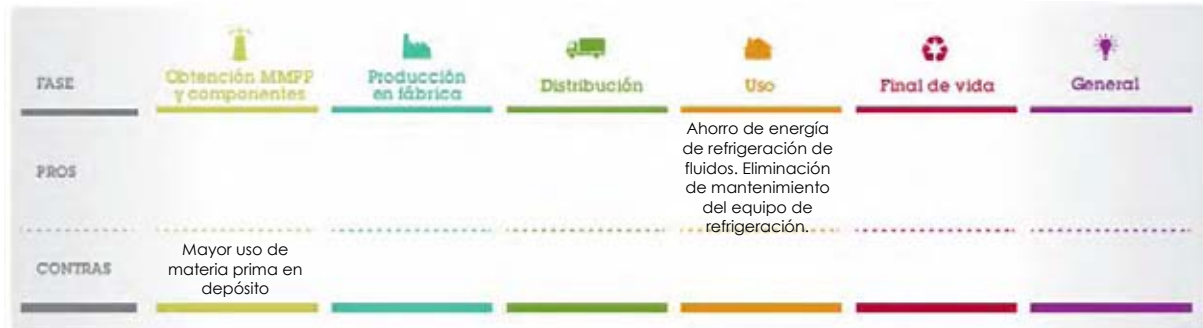 FASE
Obtención MMPP
y componentes
Producción
en fábrica
Distribución
Uso
Final de vida
General
PROS
Ahorro de energía
de refrigeración de
fluidos. Eliminación
de mantenimiento
del equipo de
refrigeración.
CONTRAS
Mayor uso de
materia prima en
depósito